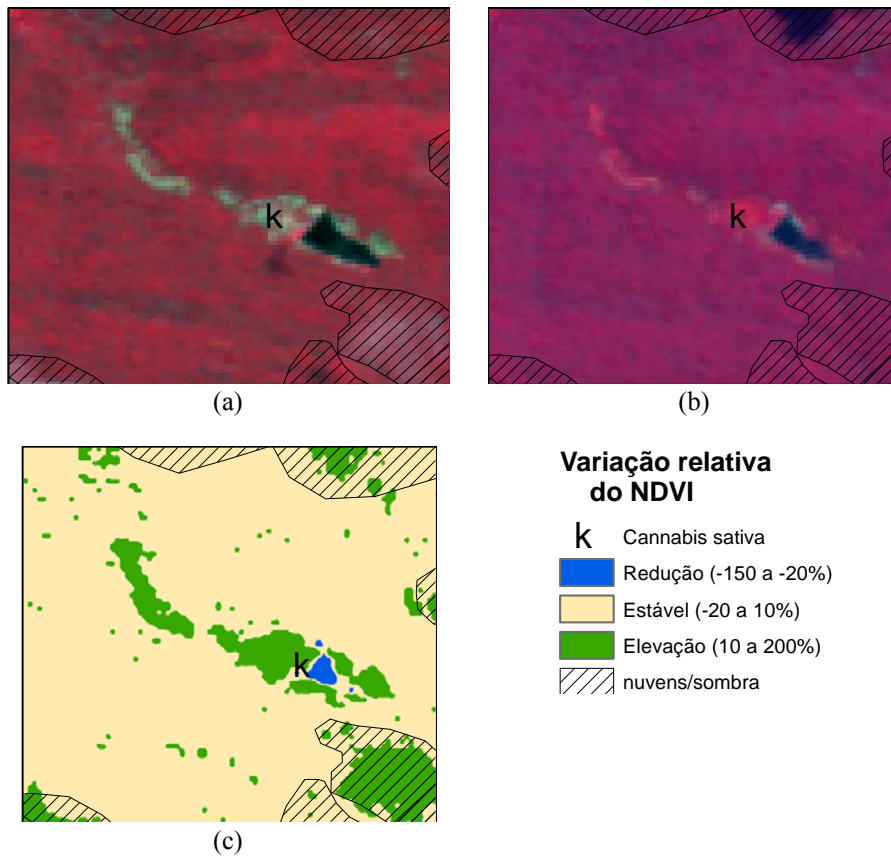 k
k
(a)
(b)
k
(c)
Variação relativa
do NDVI
k Cannabis sativa
Redução (-150 a -20%)
Estável (-20 a 10%)
Elevação (10 a 200%)
nuvens/sombra